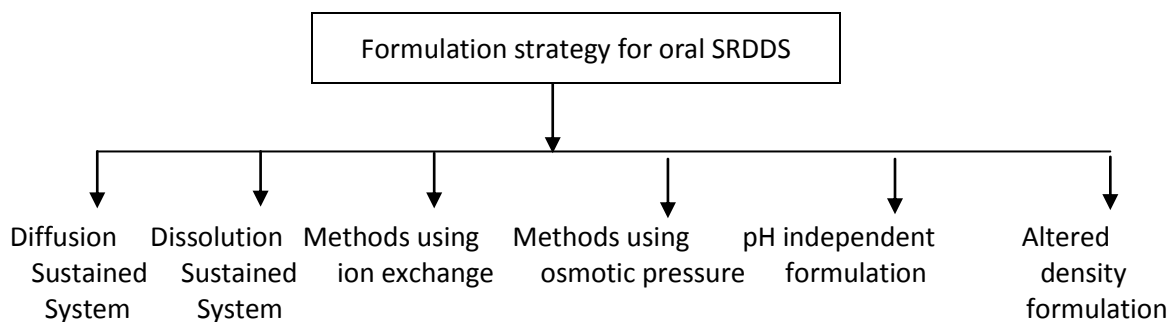 Formulation strategy for oral SRDDS
Diffusion
Sustained
System
Dissolution
Sustained
System
Methods using
ion exchange
Methods using
osmotic pressure
pH independent
formulation
Altered
density
formulation